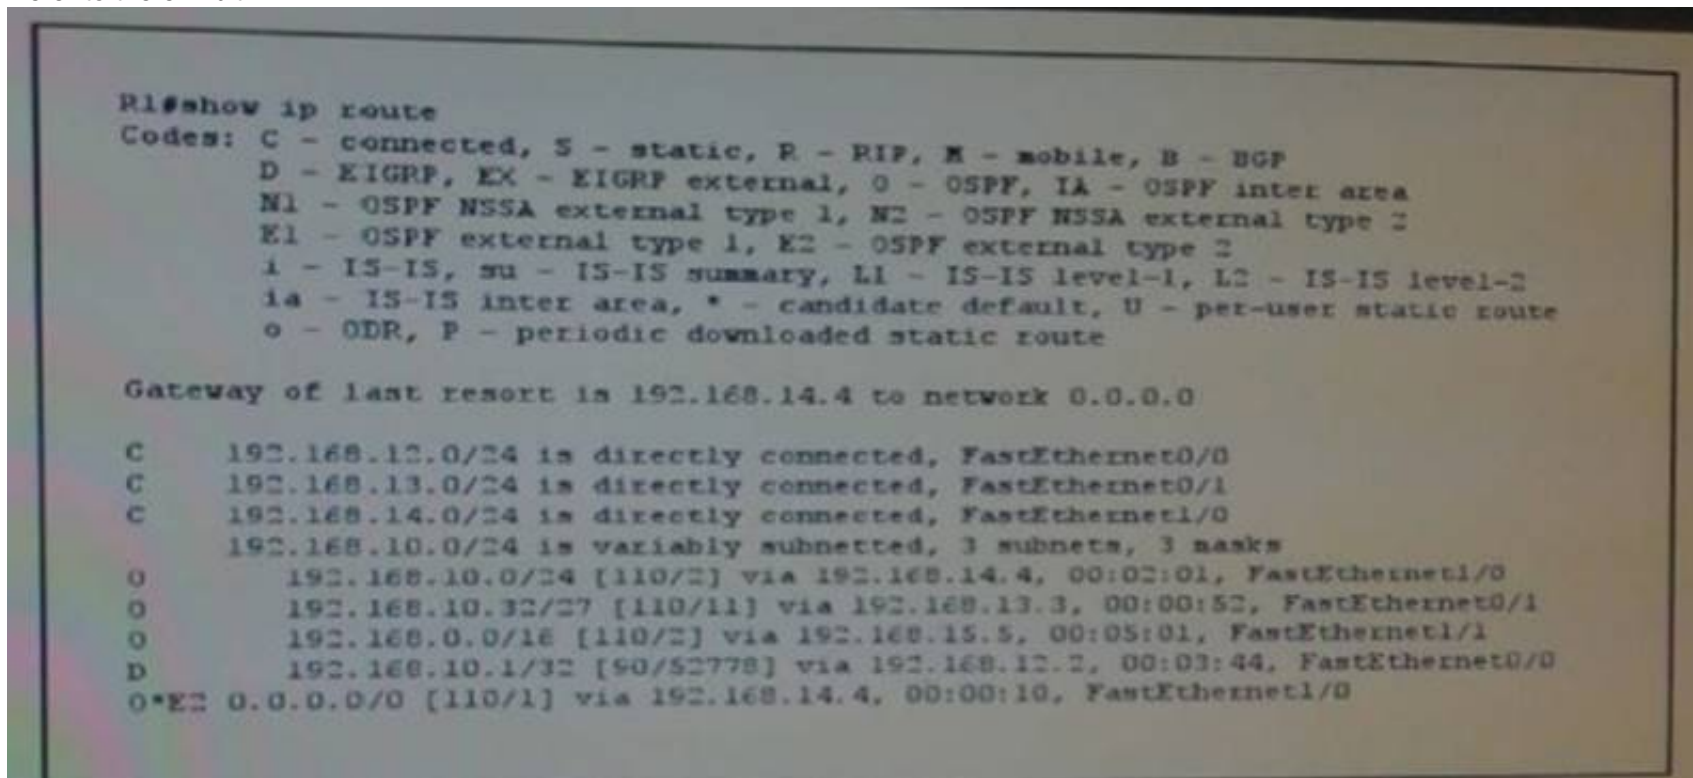 R1#show ip route
Codes: C - connected, S - static, R - RIP, M - mobile, B - BGP
D - EIGRP, EX - EIGRP external, O - OSPF, IA - OSPF inter area
N1 - OSPF NSSA external type 1, N2 - OSPF NSSA external type 2
E1 - OSPF external type 1, E2 - OSPF external type 2
i - IS-IS, su - IS-IS summary, L1 - IS-IS level-1, L2 - IS-IS level-2
ia - IS-IS inter area, * - candidate default, U - per-user static route
o - ODR, P - periodic downloaded static route
Gateway of last resort is 192.168.14.4 to network 0.0.0.0
C 192.168.12.0/24 is directly connected, FastEthernet0/0
C 192.168.13.0/24 is directly connected, FastEthernet0/1
C 192.168.14.0/24 is directly connected, FastEthernet1/0
192.168.10.0/24 is variably subnetted, 3 subnets, 3 masks
O 192.168.10.0/24 [110/2] via 192.168.14.4, 00:02:01, FastEthernet1/0
O 192.168.10.32/27 [110/11] via 192.168.13.3, 00:00:52, FastEthernet0/1
O 192.168.0.0/16 [110/2] via 192.168.15.5, 00:05:01, FastEthernet1/1
D 192.168.10.1/32 [90/52778] via 192.168.12.2, 00:03:44, FastEthernet0/0
O*E2 0.0.0.0/0 [110/1] via 192.168.14.4, 00:00:10, FastEthernet1/0